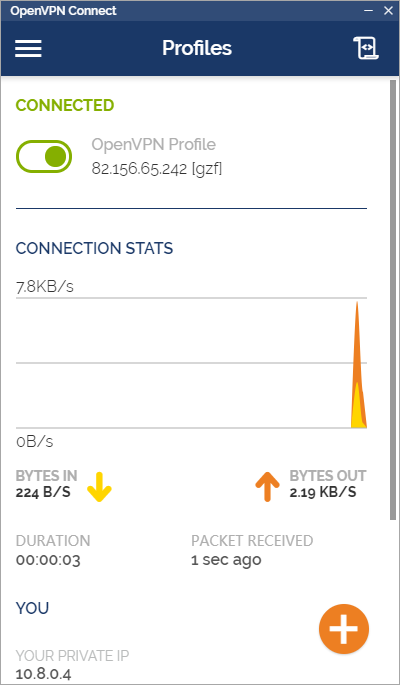 OpenVPN Connect
Profiles
CONNECTED
OpenVPN Profile
82.156.65.242 [gzf]
CONNECTION STATS
7.8KB/s
0B/s
BYTES IN
224 B/S
BYTES OUT
2.19 KB/S
DURATION
00:00:03
PACKET RECEIVED
1 sec ago
YOU
YOUR PRIVATE IP
10.8.0.4